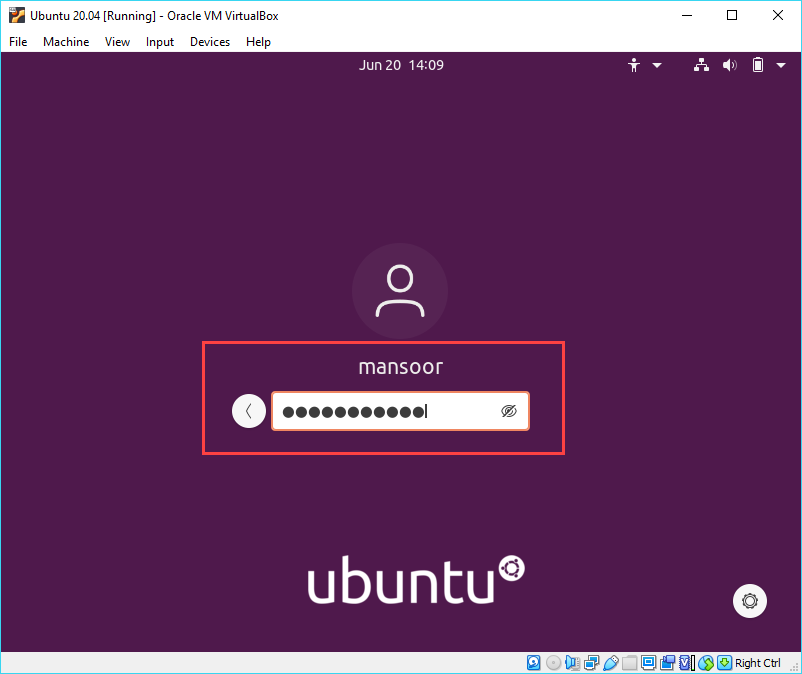 Ubuntu 20.04 [Running] - Oracle VM VirtualBox
File Machine View Input Devices Help
Jun 20 14:09
mansoor
ubuntu
Right Ctrl